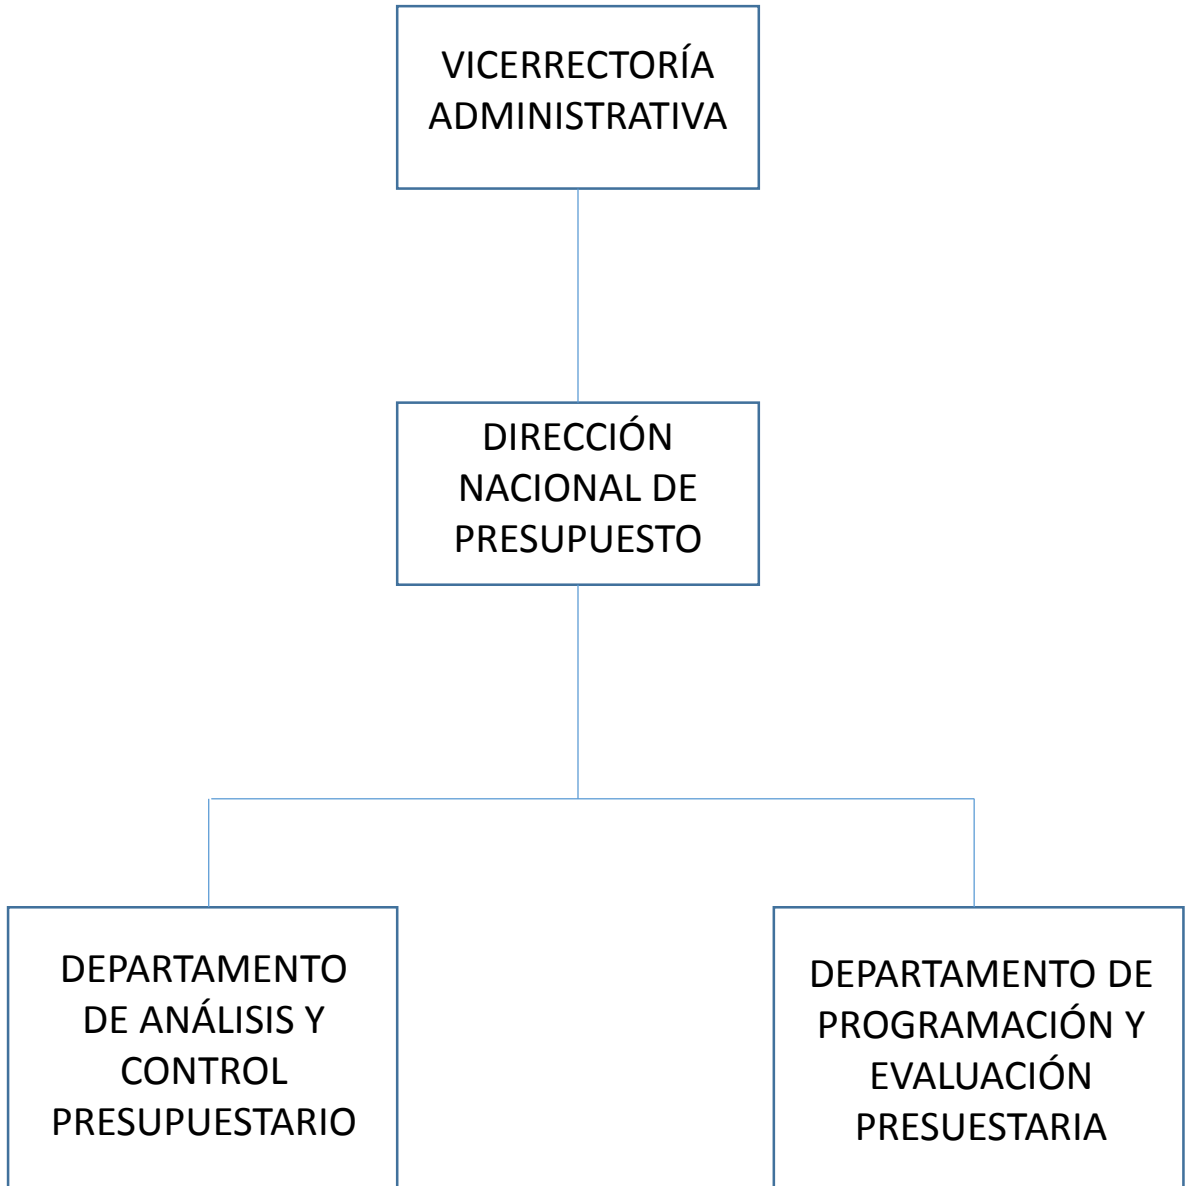 VICERRECTORÍA
ADMINISTRATIVA
DIRECCIÓN
NACIONAL DE
PRESUPUESTO
DEPARTAMENTO
DE ANÁLISIS Y
CONTROL
PRESUPUESTARIO
DEPARTAMENTO DE
PROGRAMACIÓN Y
EVALUACIÓN
PRESUESTARIA